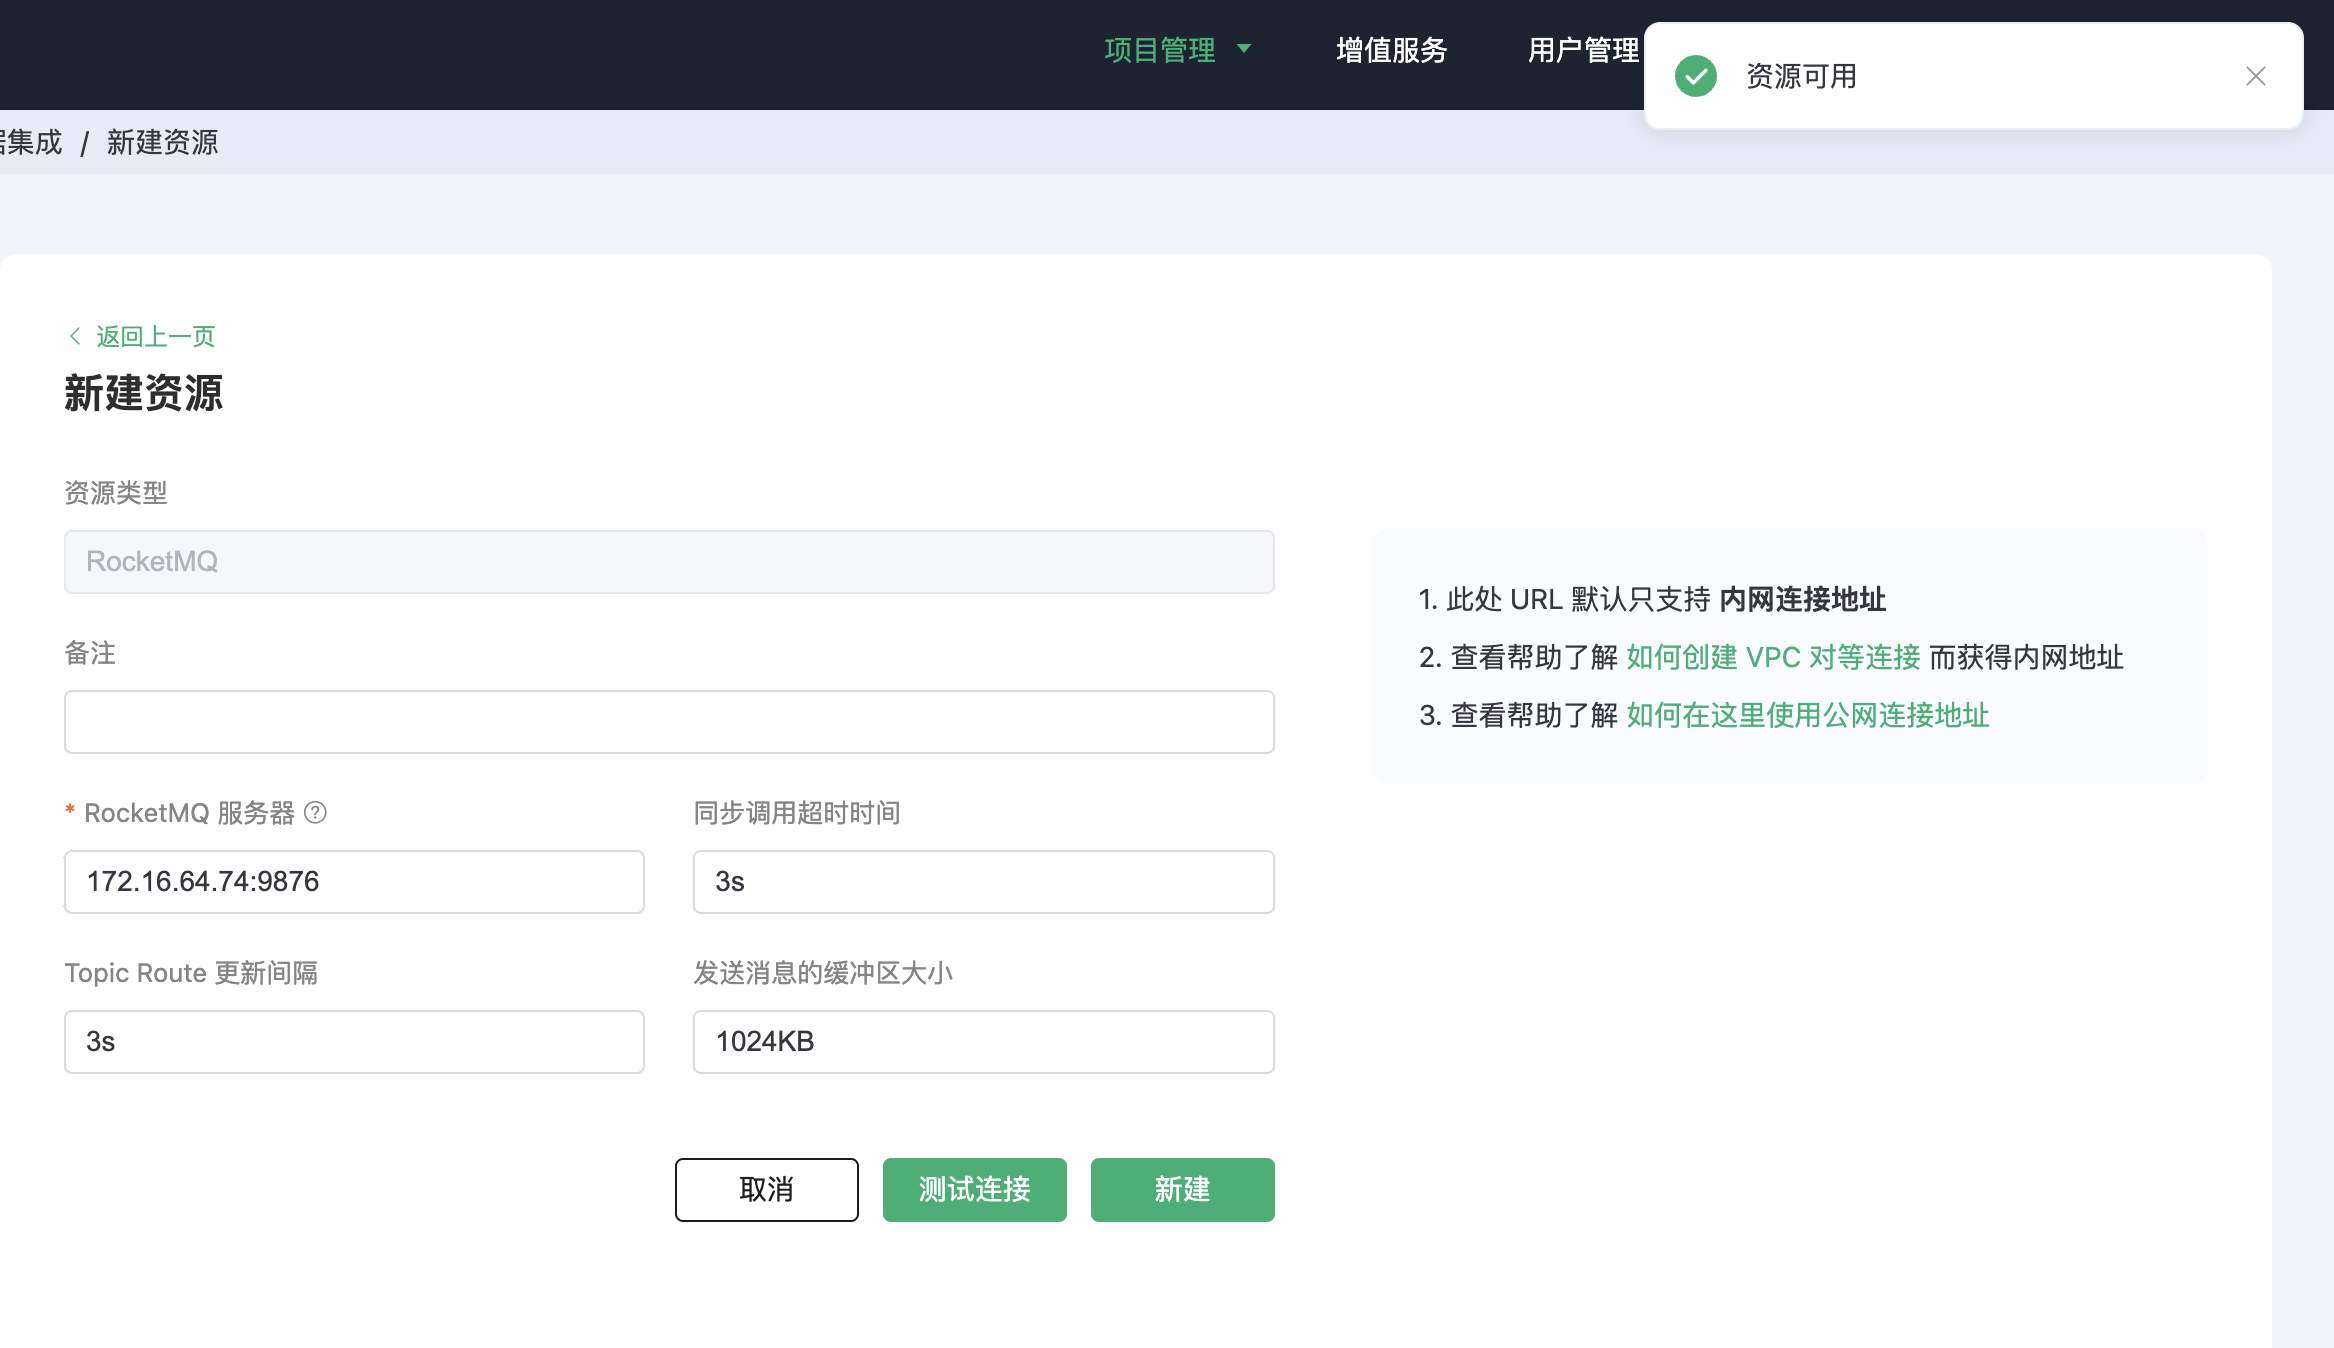 项目管理
增值服务
用户管理
资源可用
集成 / 新建资源
返回上一页
新建资源
资源类型
RocketMQ
1. 此处 URL 默认只支持 内网连接地址
2. 查看帮助了解 如何创建 VPC 对等连接 而获得内网地址
3. 查看帮助了解 如何在这里使用公网连接地址
备注
* RocketMQ 服务器
同步调用超时时间
172.16.64.74:9876
3s
Topic Route 更新间隔
发送消息的缓冲区大小
3s
1024KB
取消
测试连接
新建